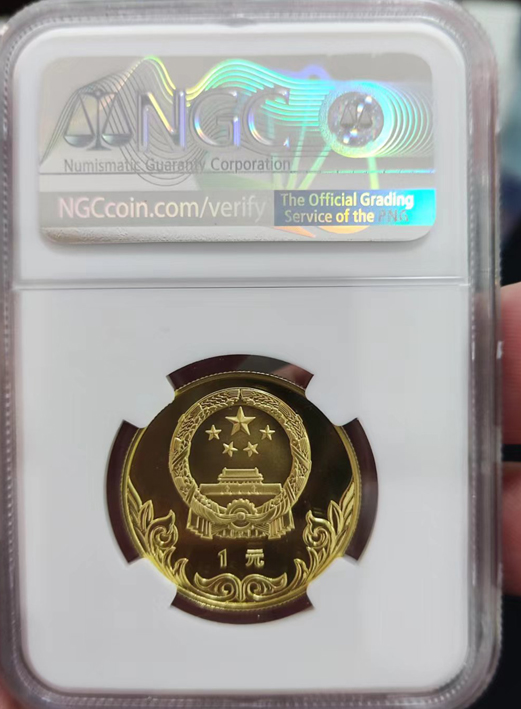 NGC
Numismatic Guaranty Corporation
NGCcoin.com/verify
The Official Grading
Service of the PNG
1 元